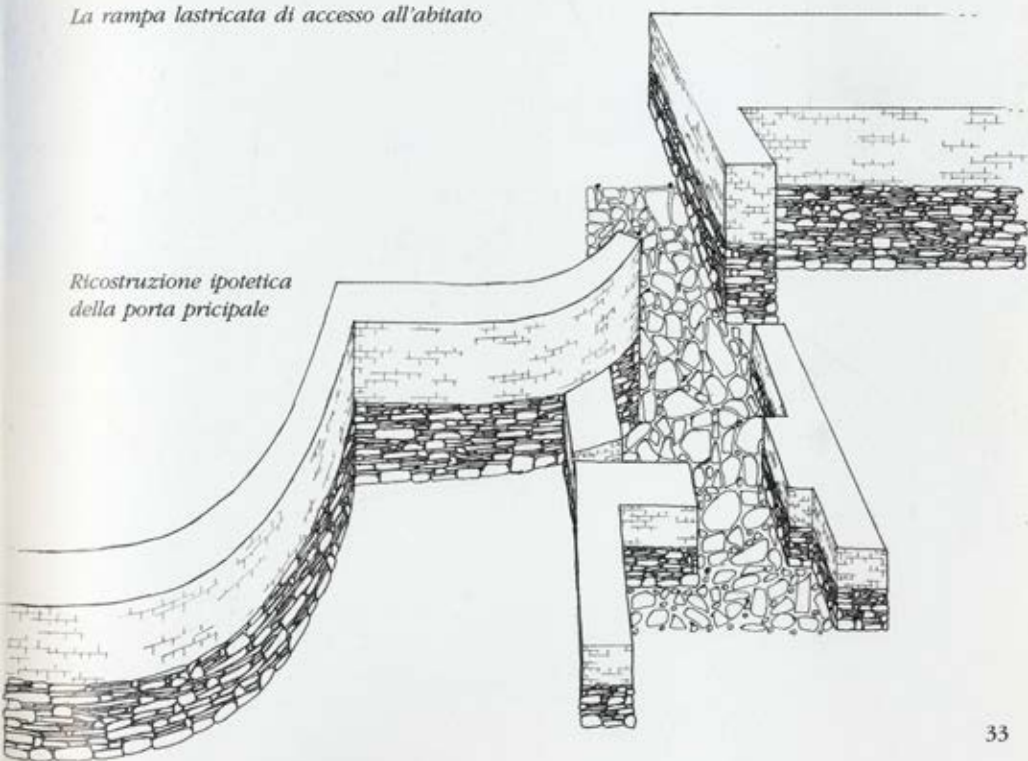 La rampa lastricata di accesso all'abitato
Ricostruzione ipotetica
della porta pricipale
33